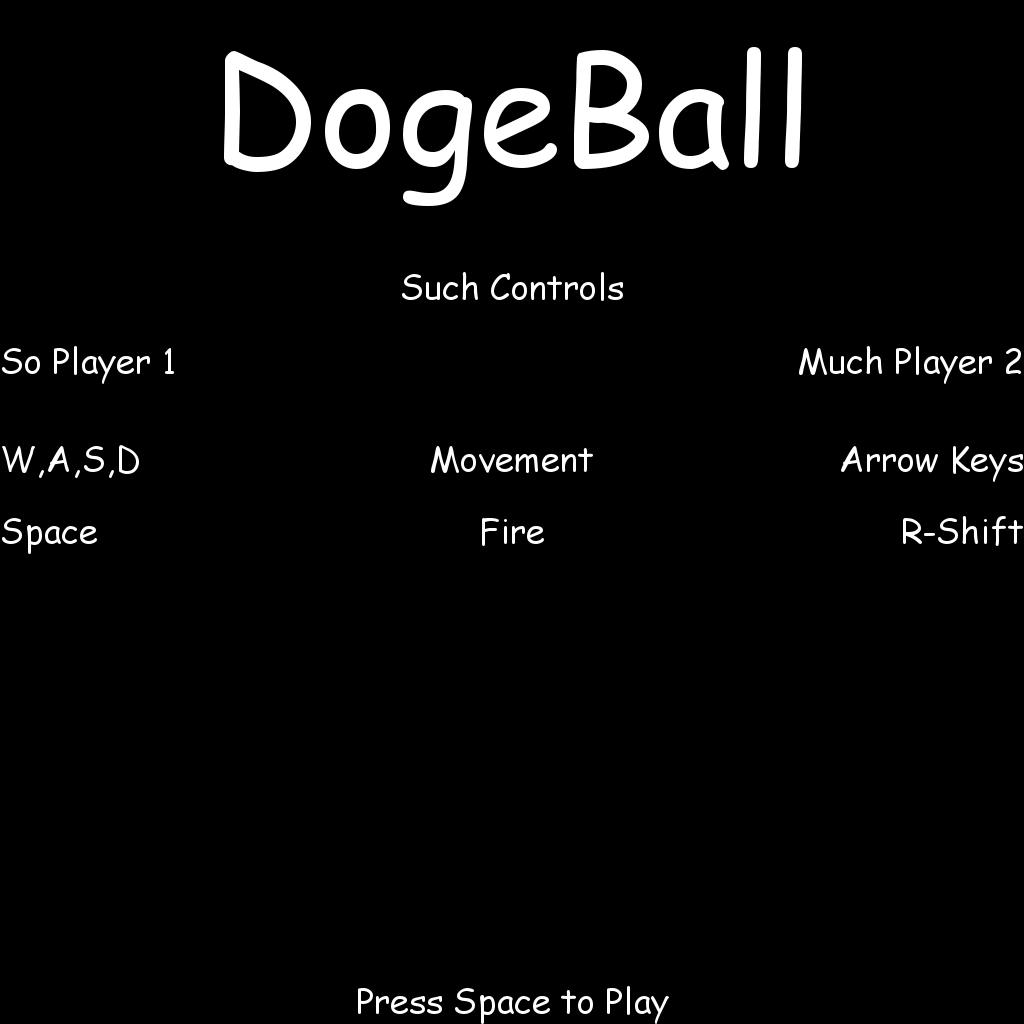 DogeBall
Such Controls
So Player 1 Much Player 2
W,A,S,D Movement Arrow Keys
Space Fire R-Shift
Press Space to Play